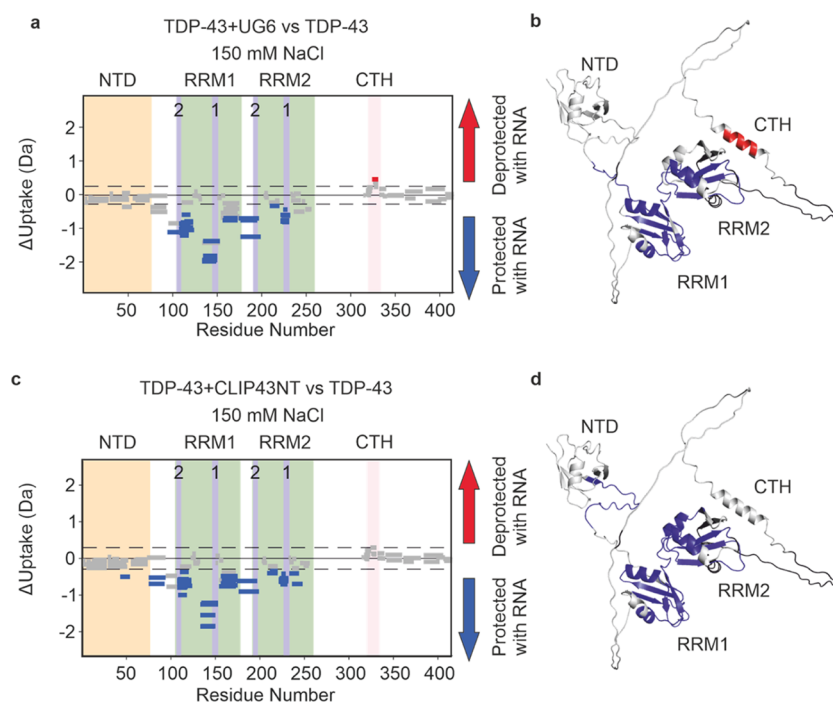 a
TDP-43+UG6 vs TDP-43
150 mM NaCl
NTD RRM1 RRM2 CTH
2 1 2 1
2
1
0
-1
-2
ΔUptake (Da)
50 100 150 200 250 300 350 400
Residue Number
Deprotected with RNA
Protected with RNA
b
NTD
CTH
RRM2
RRM1
c
TDP-43+CLIP43NT vs TDP-43
150 mM NaCl
NTD RRM1 RRM2 CTH
2 1 2 1
2
1
0
-1
-2
ΔUptake (Da)
50 100 150 200 250 300 350 400
Residue Number
Deprotected with RNA
Protected with RNA
d
NTD
CTH
RRM2
RRM1